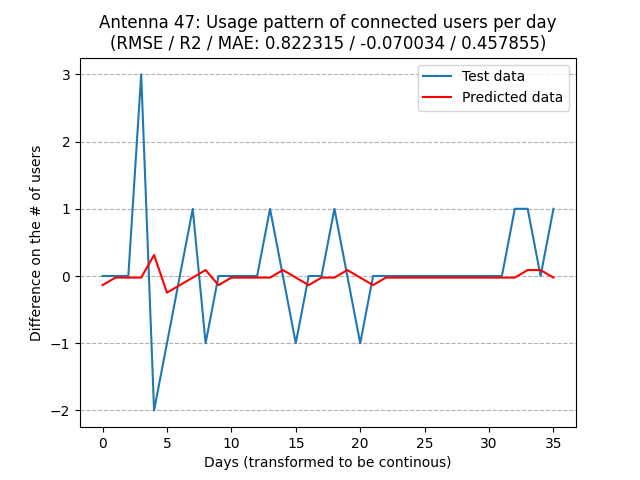 Antenna 47: Usage pattern of connected users per day
(RMSE / R2 / MAE: 0.822315 / -0.070034 / 0.457855)
Test data
Predicted data
3
2
1
0
−1
−2
Difference on the # of users
0 5 10 15 20 25 30 35
Days (transformed to be continous)